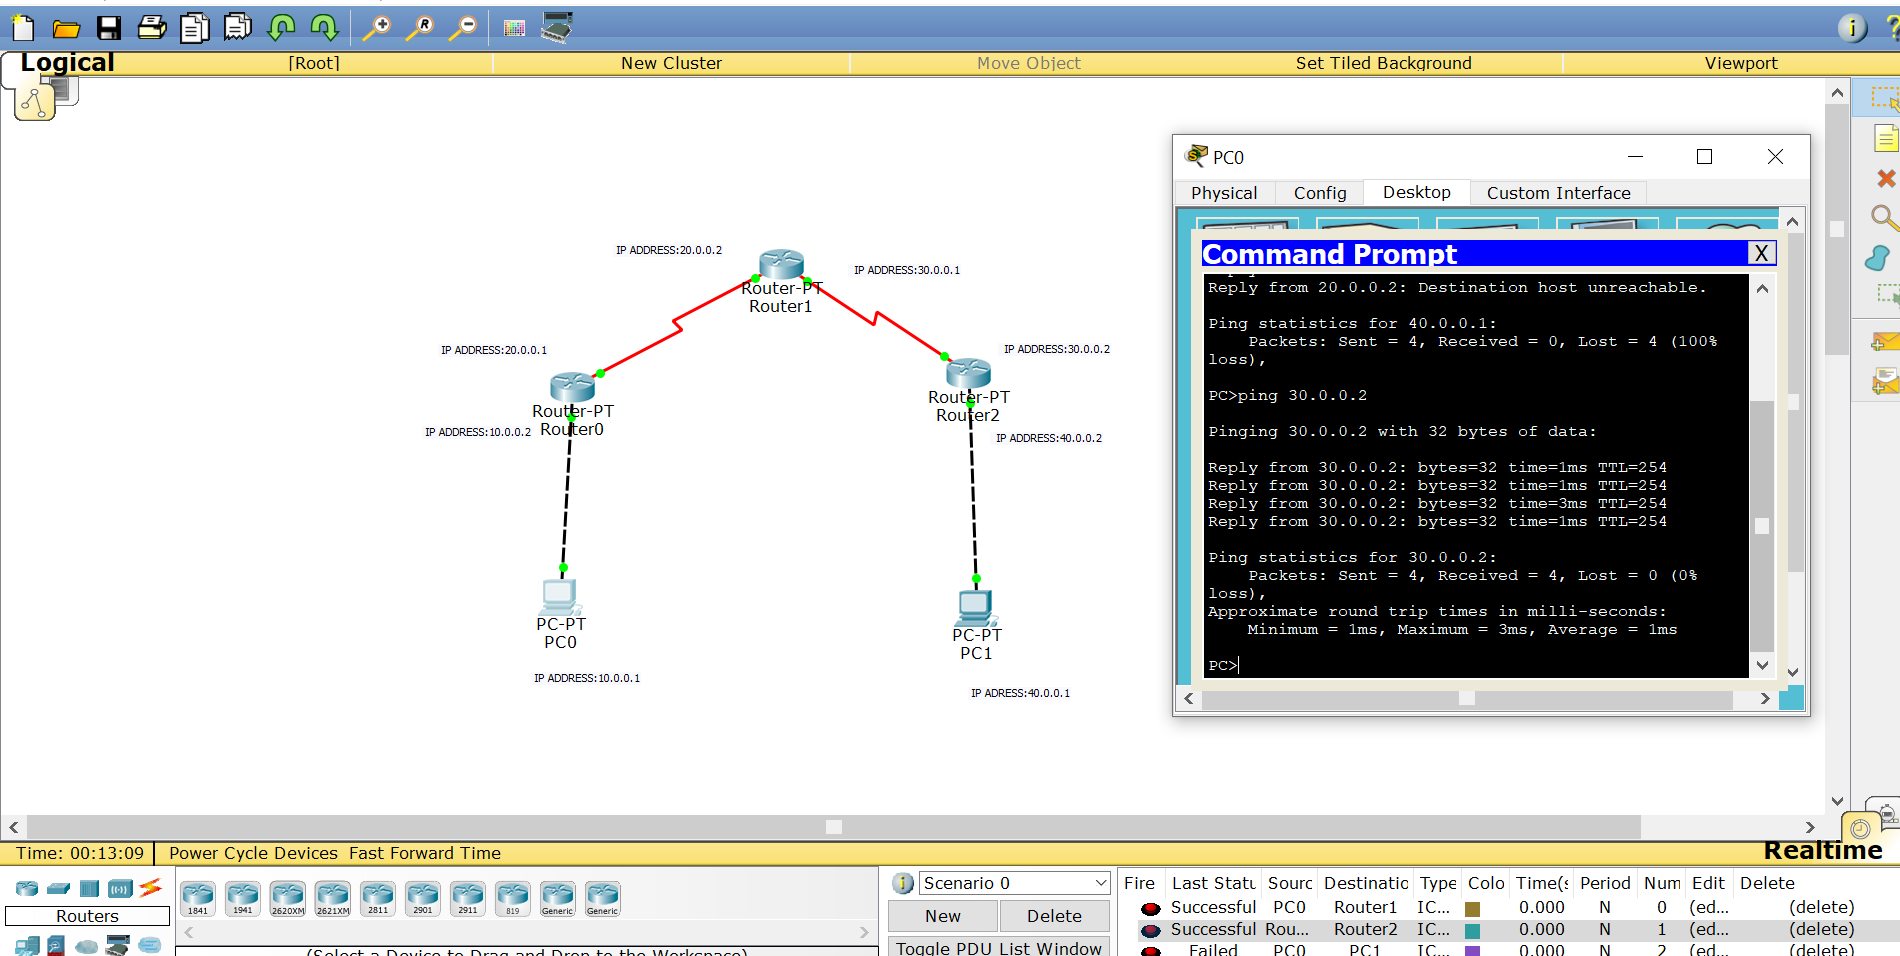 Logical
[Root]
New Cluster
Move Object
Set Tiled Background
Viewport
IP ADDRESS:20.0.0.2
IP ADDRESS:30.0.0.1
Router-PT
Router1
IP ADDRESS:20.0.0.1
IP ADDRESS:30.0.0.2
Router-PT
Router0
Router-PT
Router2
IP ADDRESS:10.0.0.2
IP ADDRESS:40.0.0.2
PC-PT
PC0
PC-PT
PC1
IP ADDRESS:10.0.0.1
IP ADRESS:40.0.0.1
PC0
Physical
Config
Desktop
Custom Interface
Command Prompt
X
Reply from 20.0.0.2: Destination host unreachable.
Ping statistics for 40.0.0.1:
Packets: Sent = 4, Received = 0, Lost = 4 (100%
loss),
PC>ping 30.0.0.2
Pinging 30.0.0.2 with 32 bytes of data:
Reply from 30.0.0.2: bytes=32 time=1ms TTL=254
Reply from 30.0.0.2: bytes=32 time=1ms TTL=254
Reply from 30.0.0.2: bytes=32 time=3ms TTL=254
Reply from 30.0.0.2: bytes=32 time=1ms TTL=254
Ping statistics for 30.0.0.2:
Packets: Sent = 4, Received = 4, Lost = 0 (0%
loss),
Approximate round trip times in milli-seconds:
Minimum = 1ms, Maximum = 3ms, Average = 1ms
PC>
Time: 00:13:09
Power Cycle Devices Fast Forward Time
Realtime
Routers
1841
1941
2620XM
2621XM
2811
2901
2911
819
Generic
Generic
(Select a Device to Drag and Drop to the Workspace)
Scenario 0
New
Delete
Toggle PDU List Window
Fire Last Statu Sourc Destinatio Type Colo Time(s Period Num Edit Delete
Successful PC0 Router1 IC... 0.000 N 0 (ed... (delete)
Successful Rou... Router2 IC... 0.000 N 1 (ed... (delete)
Failed PC0 PC1 IC... 0.000 N 2 (ed... (delete)